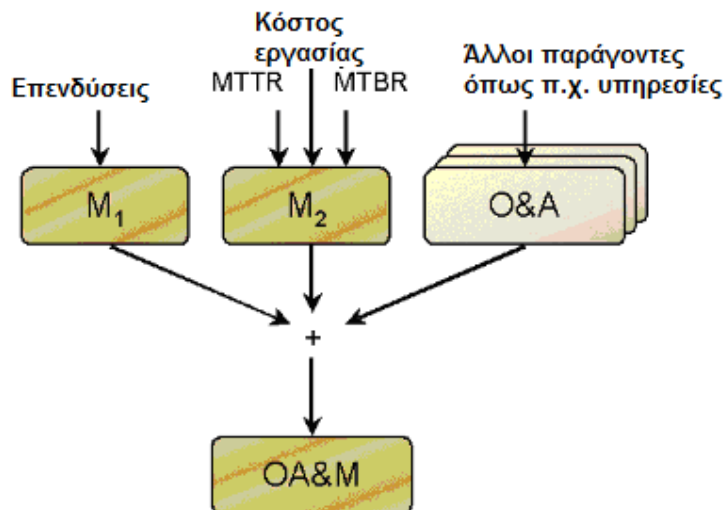 Κόστος
εργασίας
Επενδύσεις
MTTR
MTBR
Άλλοι παράγοντες
όπως π.χ. υπηρεσίες
M1
M2
O&A
+
OA&M